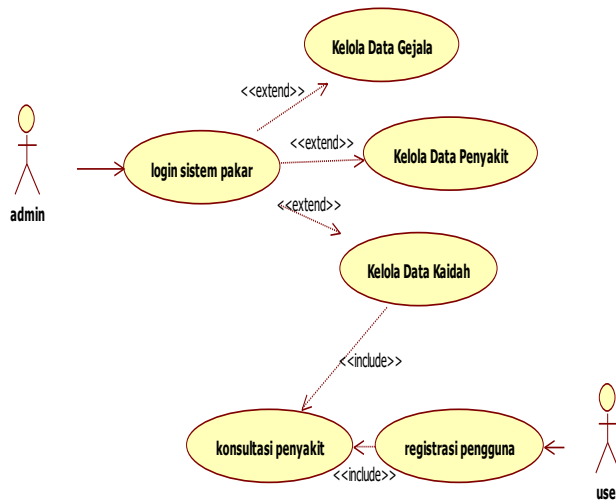 Kelola Data Gejala
<<extend>>
<<extend>>
login sistem pakar
Kelola Data Penyakit
admin
<<extend>>
Kelola Data Kaidah
<<include>>
konsultasi penyakit
registrasi pengguna
<<include>>
use